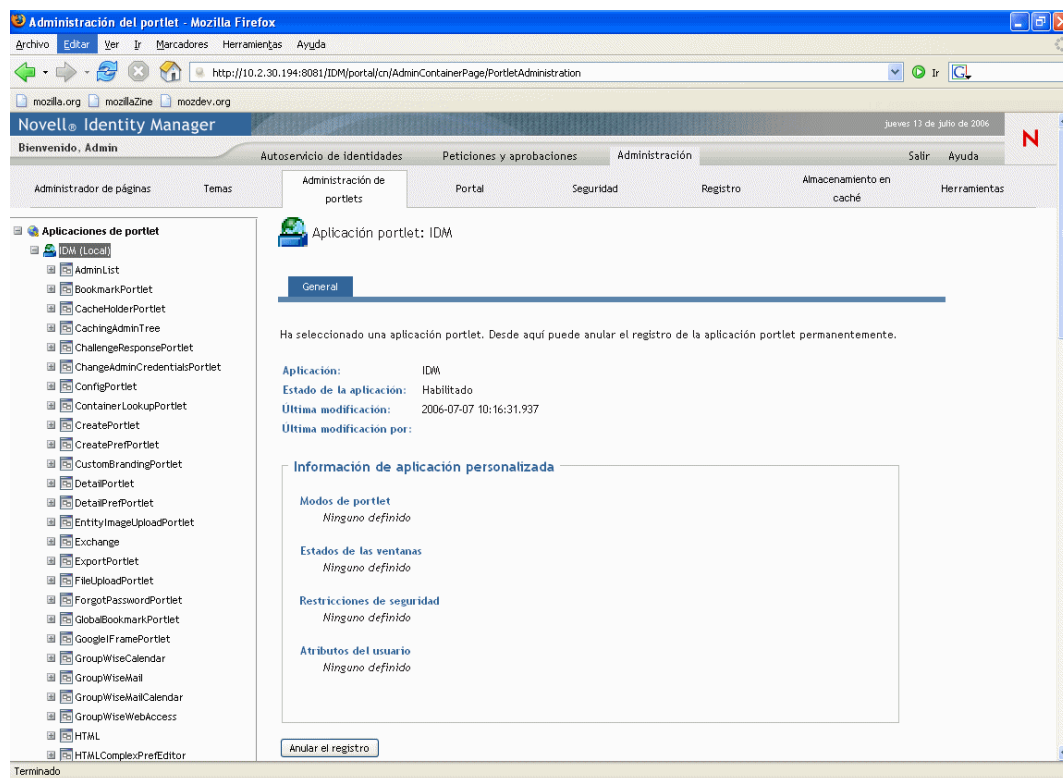 Administración del portlet - Mozilla Firefox
Archivo Editar Ver Ir Marcadores Herramientas Ayuda
http://10.2.30.194:8081/IDM/portal/cn/AdminContainerPage/PortletAdministration
Ir
mozilla.org mozillaZine mozdev.org
Novell® Identity Manager
jueves 13 de julio de 2006
N
Bienvenido, Admin
Autoservicio de identidades Peticiones y aprobaciones Administración Salir Ayuda
Administrador de páginas Temas Administración de portlets Portal Seguridad Registro Almacenamiento en caché Herramientas
Aplicaciones de portlet
IDM (Local)
AdminList
BookmarkPortlet
CacheHolderPortlet
CachingAdminTree
ChallengeResponsePortlet
ChangeAdminCredentialsPortlet
ConfigPortlet
ContainerLookupPortlet
CreatePortlet
CreatePrefPortlet
CustomBrandingPortlet
DetailPortlet
DetailPrefPortlet
EntityImageUploadPortlet
Exchange
ExportPortlet
FileUploadPortlet
ForgotPasswordPortlet
GlobalBookmarkPortlet
GoogleIFramePortlet
GroupWiseCalendar
GroupWiseMail
GroupWiseMailCalendar
GroupWiseWebAccess
HTML
HTMLComplexPrefEditor
Aplicación portlet: IDM
General
Ha seleccionado una aplicación portlet. Desde aquí puede anular el registro de la aplicación portlet permanentemente.
Aplicación: IDM
Estado de la aplicación: Habilitado
Última modificación: 2006-07-07 10:16:31.937
Última modificación por:
Información de aplicación personalizada
Modos de portlet
Ninguno definido
Estados de las ventanas
Ninguno definido
Restricciones de seguridad
Ninguno definido
Atributos del usuario
Ninguno definido
Anular el registro
Terminado